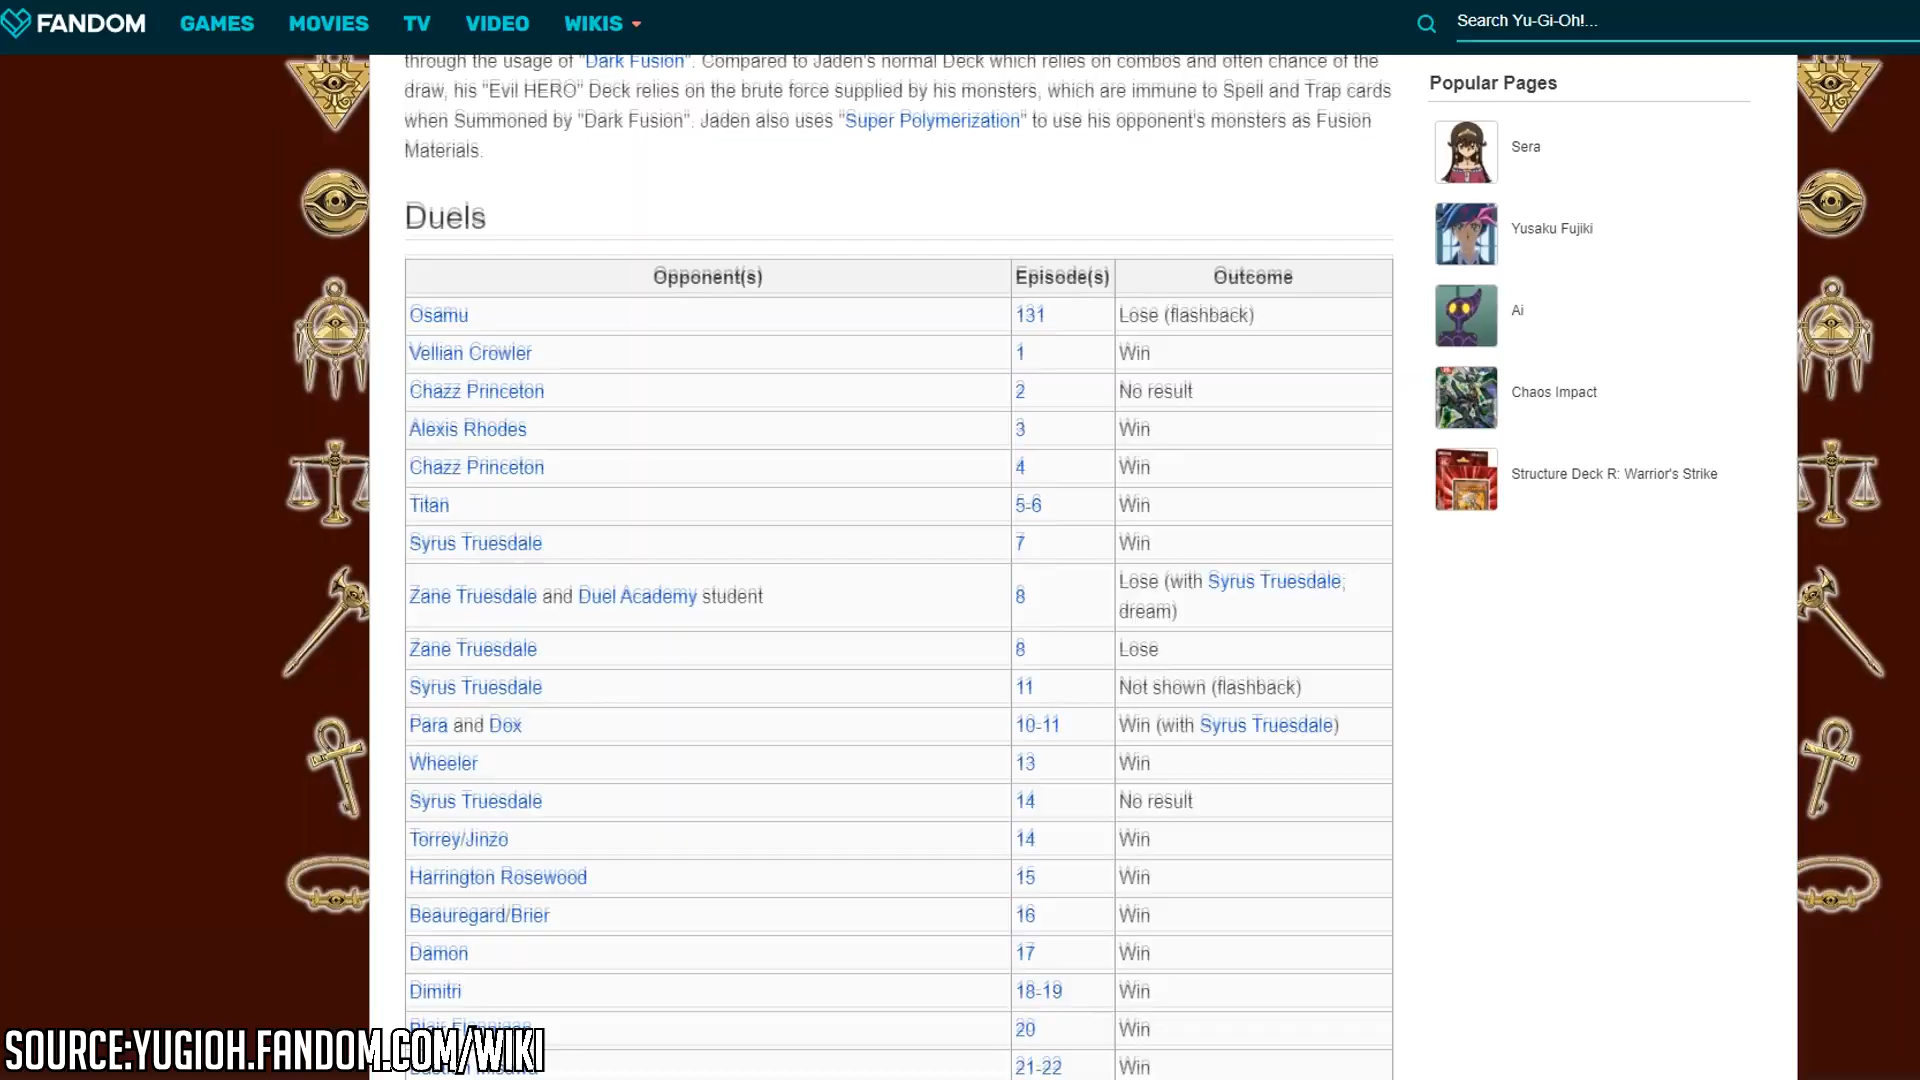 FANDOM GAMES MOVIES TV VIDEO WIKIS Search Yu-Gi-Oh!...
through the usage of "Dark Fusion". Compared to Jaden's normal Deck which relies on combos and often chance of the
draw, his "Evil HERO" Deck relies on the brute force supplied by his monsters, which are immune to Spell and Trap cards
when Summoned by "Dark Fusion". Jaden also uses "Super Polymerization" to use his opponent's monsters as Fusion
Materials.
Duels
Opponent(s) Episode(s) Outcome
Osamu 131 Lose (flashback)
Vellian Crowler 1 Win
Chazz Princeton 2 No result
Alexis Rhodes 3 Win
Chazz Princeton 4 Win
Titan 5-6 Win
Syrus Truesdale 7 Win
Zane Truesdale and Duel Academy student 8 Lose (with Syrus Truesdale;
dream)
Zane Truesdale 8 Lose
Syrus Truesdale 11 Not shown (flashback)
Para and Dox 10-11 Win (with Syrus Truesdale)
Wheeler 13 Win
Syrus Truesdale 14 No result
Torrey/Jinzo 14 Win
Harrington Rosewood 15 Win
Beauregard/Brier 16 Win
Damon 17 Win
Dimitri 18-19 Win
Blair Flannigan 20 Win
21-22 Win
Popular Pages
Sera
Yusaku Fujiki
Ai
Chaos Impact
Structure Deck R: Warrior's Strike
SOURCE:YUGIOH.FANDOM.COM/WIKI